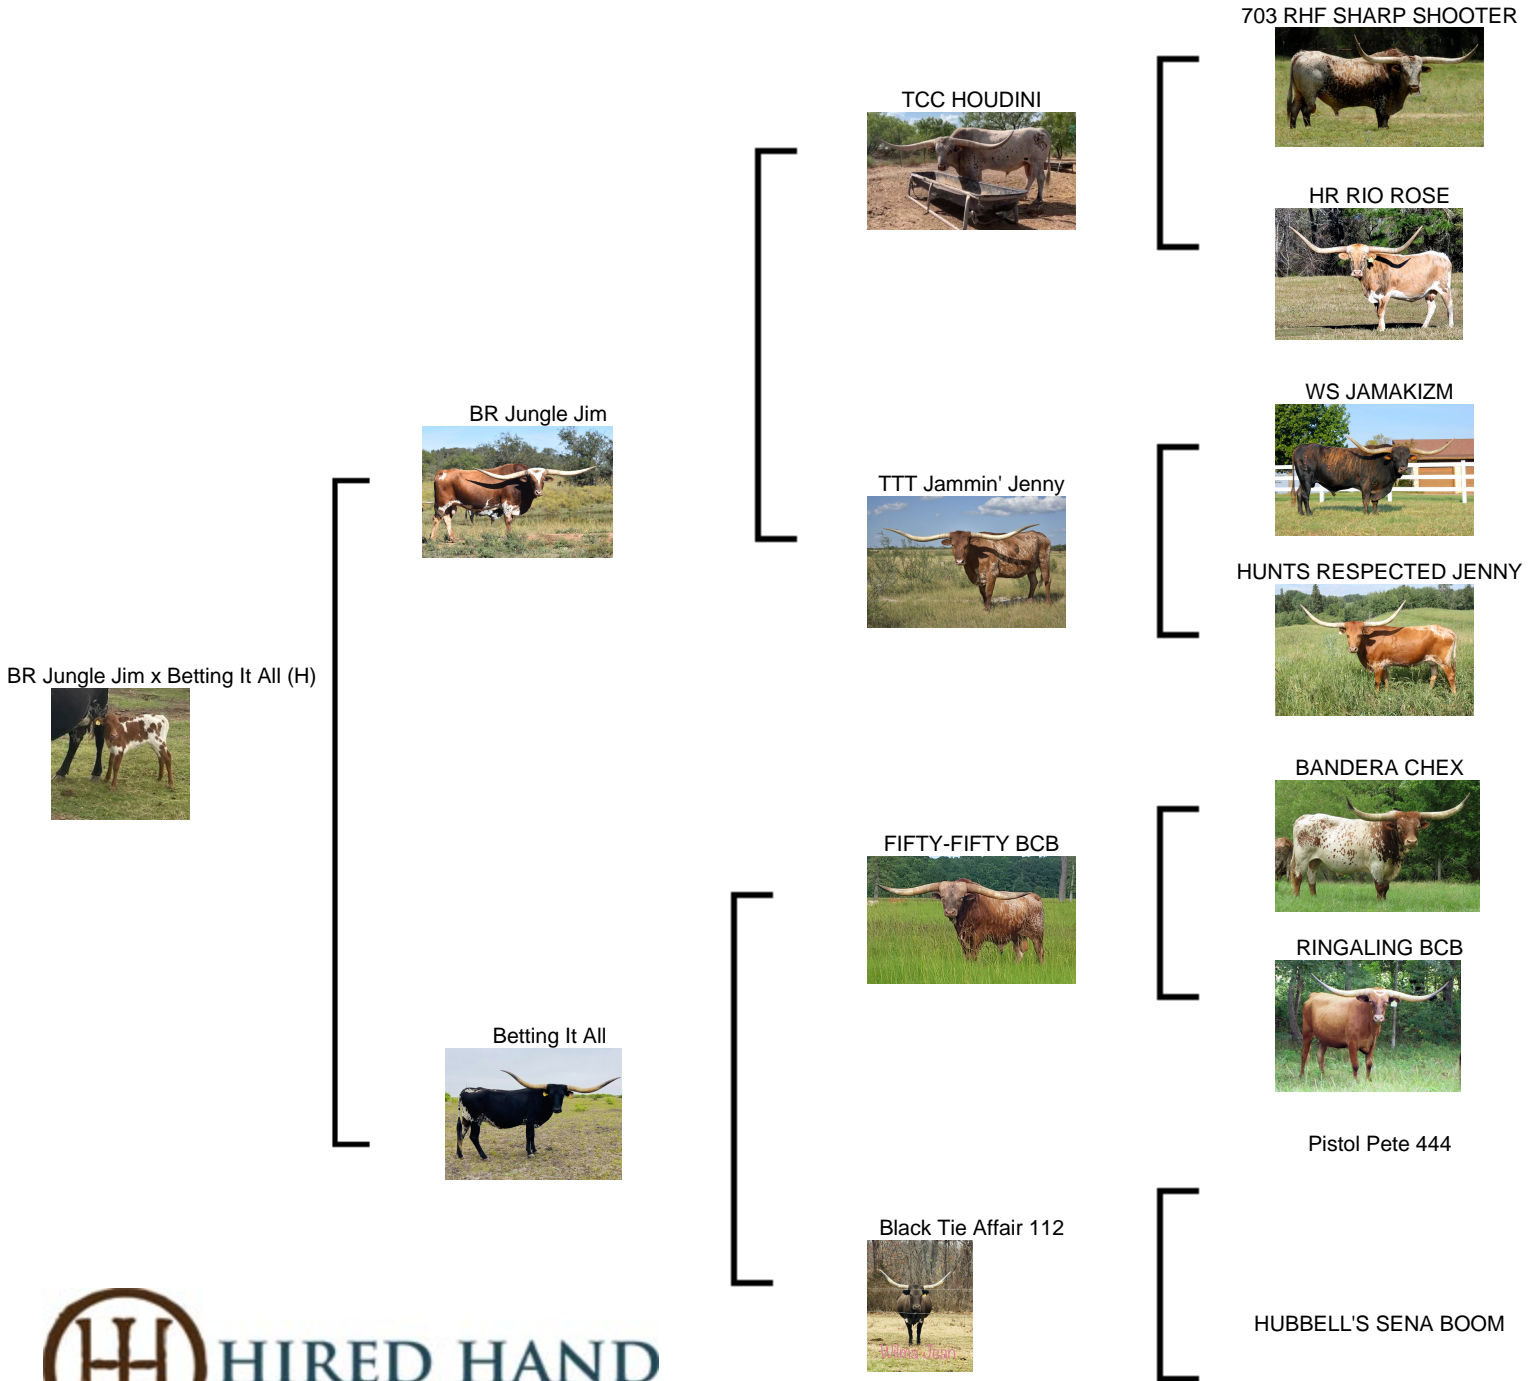 703 RHF SHARP SHOOTER
TCC HOUDINI
HR RIO ROSE
WS JAMAKIZM
BR Jungle Jim
TTT Jammin' Jenny
HUNTS RESPECTED JENNY
BR Jungle Jim x Betting It All (H)
BANDERA CHEX
FIFTY-FIFTY BCB
RINGALING BCB
Betting It All
Pistol Pete 444
Black Tie Affair 112
HUBBELL'S SENA BOOM
HIRED HAND